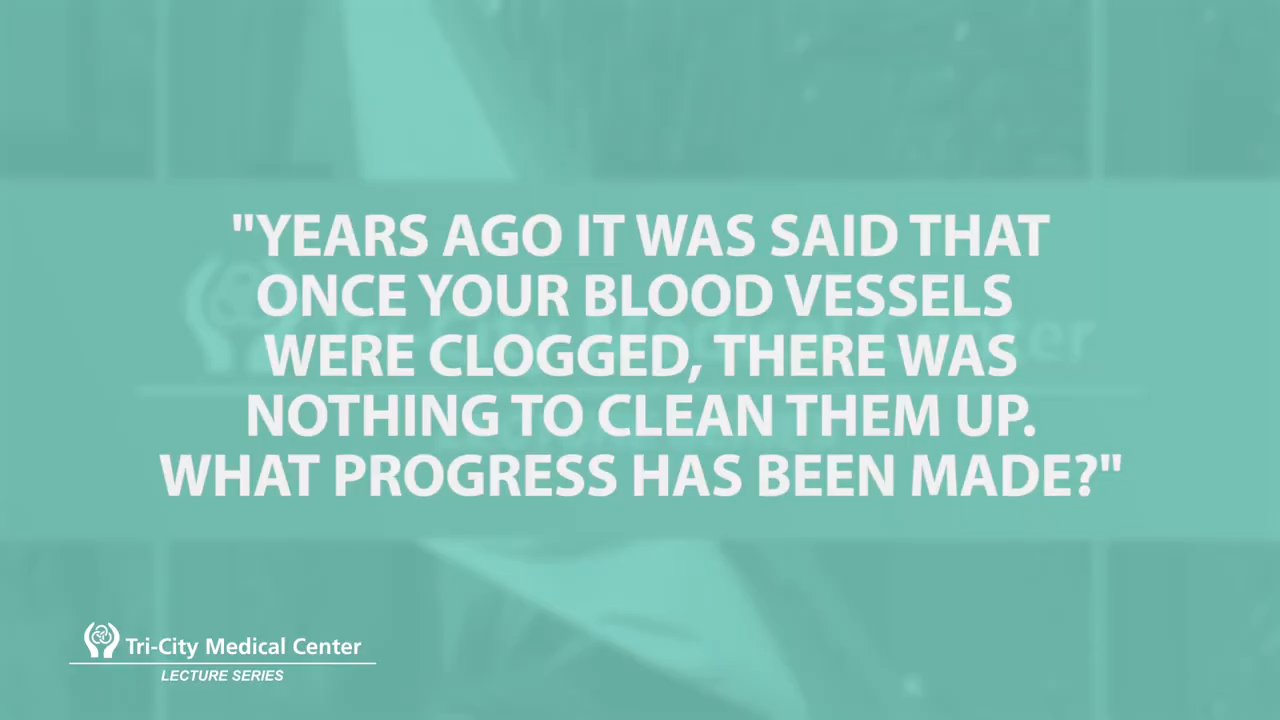 "YEARS AGO IT WAS SAID THAT
ONCE YOUR BLOOD VESSELS
WERE CLOGGED, THERE WAS
NOTHING TO CLEAN THEM UP.
WHAT PROGRESS HAS BEEN MADE?"
Tri-City Medical Center
LECTURE SERIES